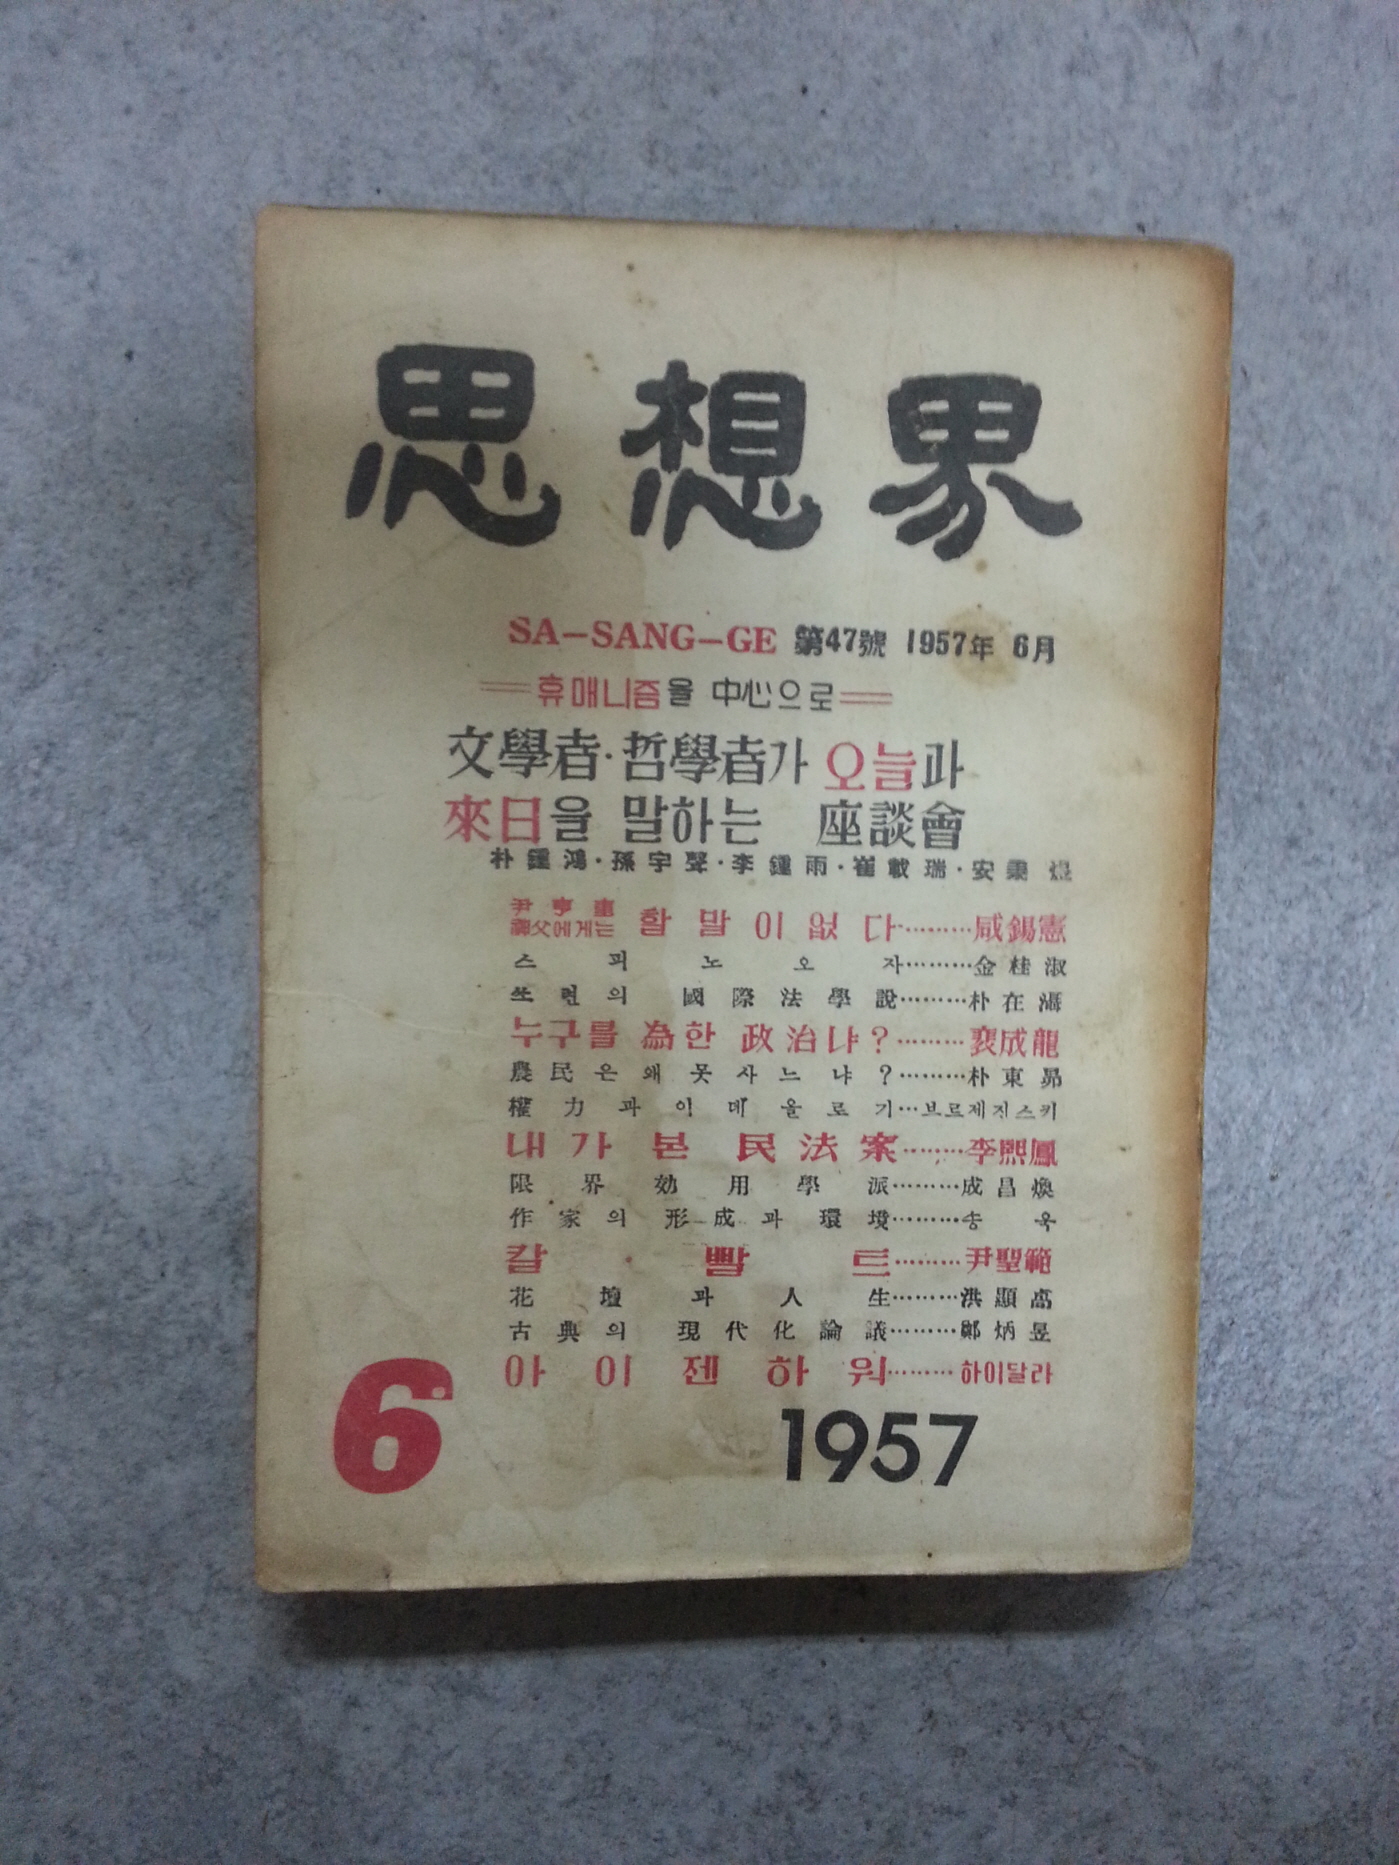 思想界
SA-SANG-GE 第47號 1957年 6月
휴매니즘을 中心으로
文學者·哲學者가 오늘과
來日을 말하는 座談會
朴鍾鴻·孫宇聲·李鍾雨·崔載瑞·安秉煜
尹亨重
神父에게는 할 말이 없다………咸錫憲
스피노오자………金桂淑
쏘련의 國際法學說………朴在灄
누구를 為한 政治냐?………裵成龍
農民은 왜 못사느냐?………朴東昴
權力과 이데올로기…브르제진스키
내가 본 民法案………李熙鳳
限界効用學派………成昌煥
作家의 形成과 環境………송욱
칼·빨트………尹聖範
花壇과 人生………洪顯卨
古典의 現代化論議………鄭炳昱
아이젠하워………하이달라
6
1957